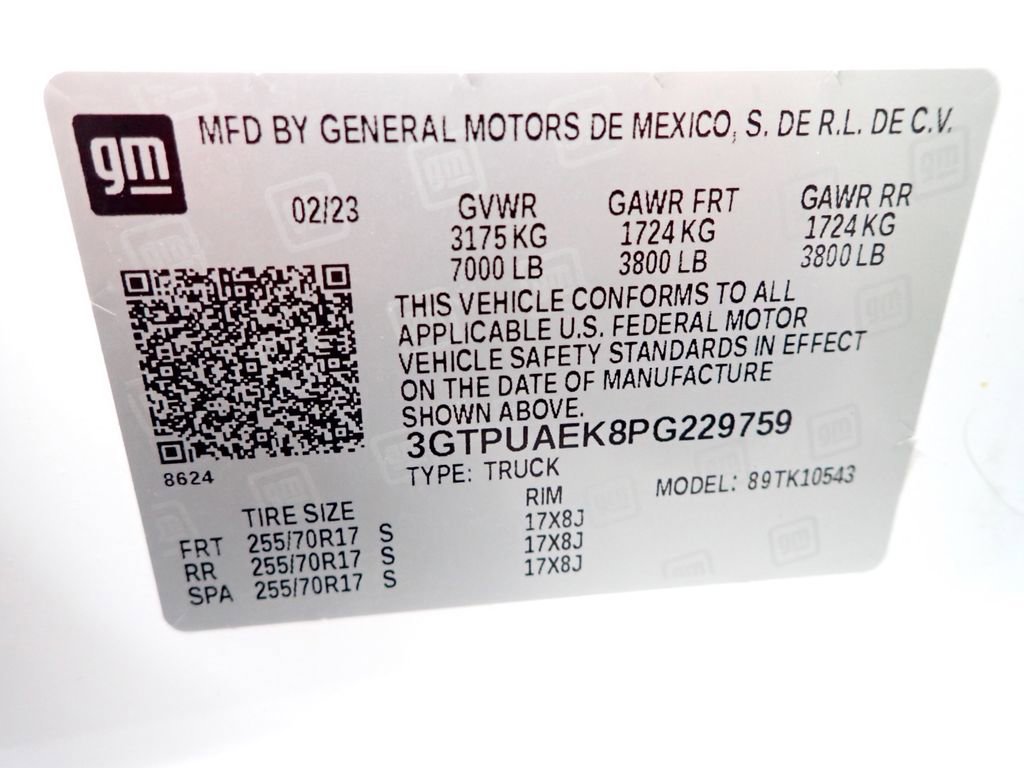 gm
MFD BY GENERAL MOTORS DE MEXICO, S. DE R.L. DE C.V.
02/23 GVWR GAWR FRT GAWR RR
3175 KG 1724 KG 1724 KG
7000 LB 3800 LB 3800 LB
THIS VEHICLE CONFORMS TO ALL
APPLICABLE U.S. FEDERAL MOTOR
VEHICLE SAFETY STANDARDS IN EFFECT
ON THE DATE OF MANUFACTURE
SHOWN ABOVE.
3GTPUAEK8PG229759
8624 TYPE: TRUCK MODEL: 89TK10543
TIRE SIZE RIM
FRT 255/70R17 S 17X8J
RR 255/70R17 S 17X8J
SPA 255/70R17 S 17X8J